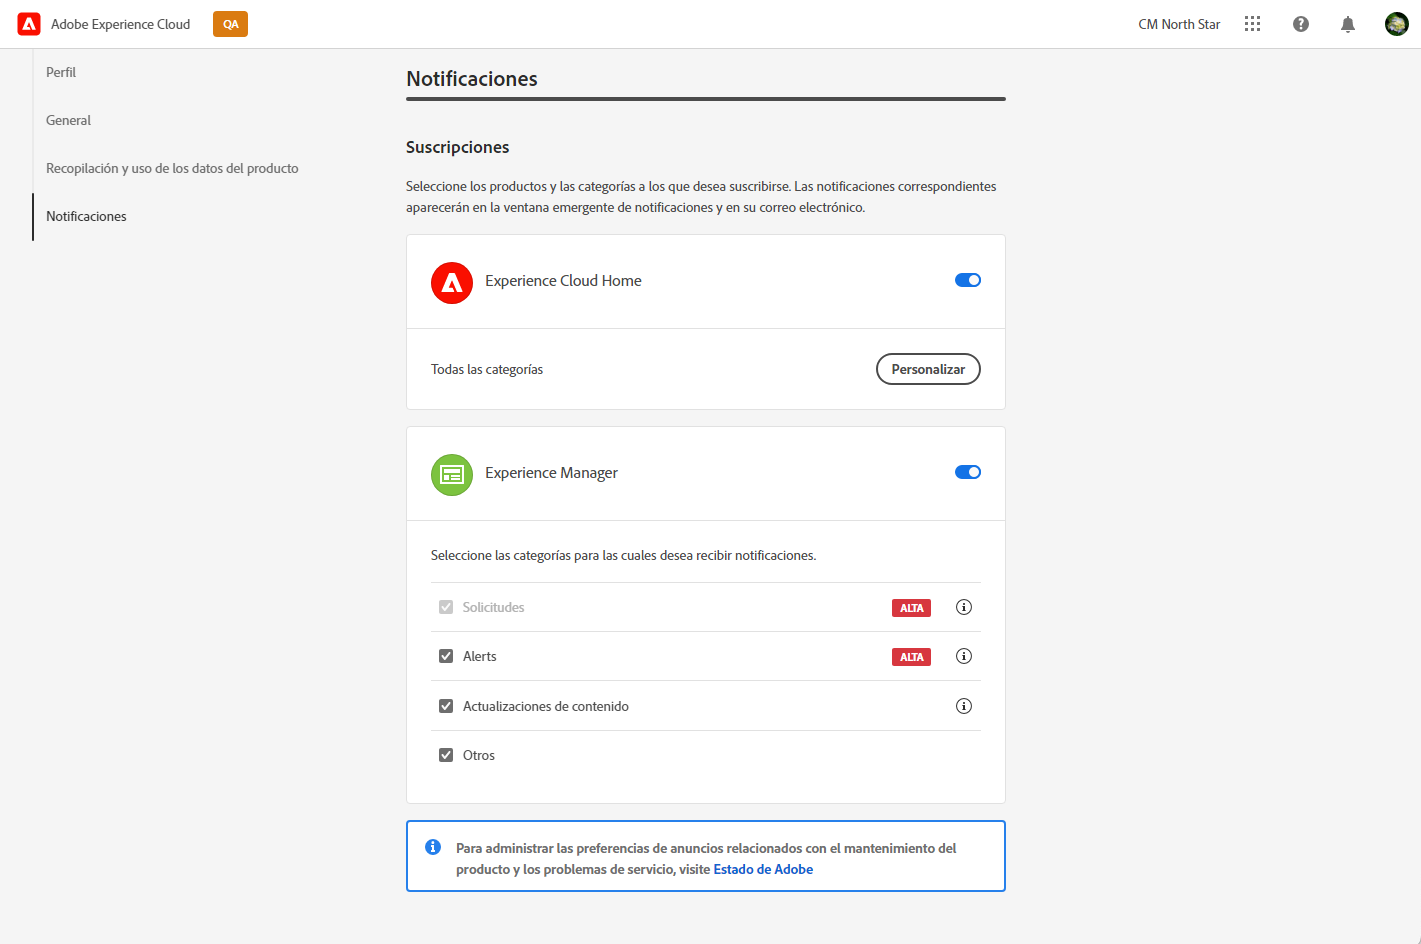 Adobe Experience Cloud
QA
CM North Star
Perfil
General
Recopilación y uso de los datos del producto
Notificaciones
Notificaciones
Suscripciones
Seleccione los productos y las categorías a los que desea suscribirse. Las notificaciones correspondientes
aparecerán en la ventana emergente de notificaciones y en su correo electrónico.
Experience Cloud Home
Todas las categorías
Personalizar
Experience Manager
Seleccione las categorías para las cuales desea recibir notificaciones.
Solicitudes
ALTA
Alerts
ALTA
Actualizaciones de contenido
Otros
Para administrar las preferencias de anuncios relacionados con el mantenimiento del
producto y los problemas de servicio, visite Estado de Adobe